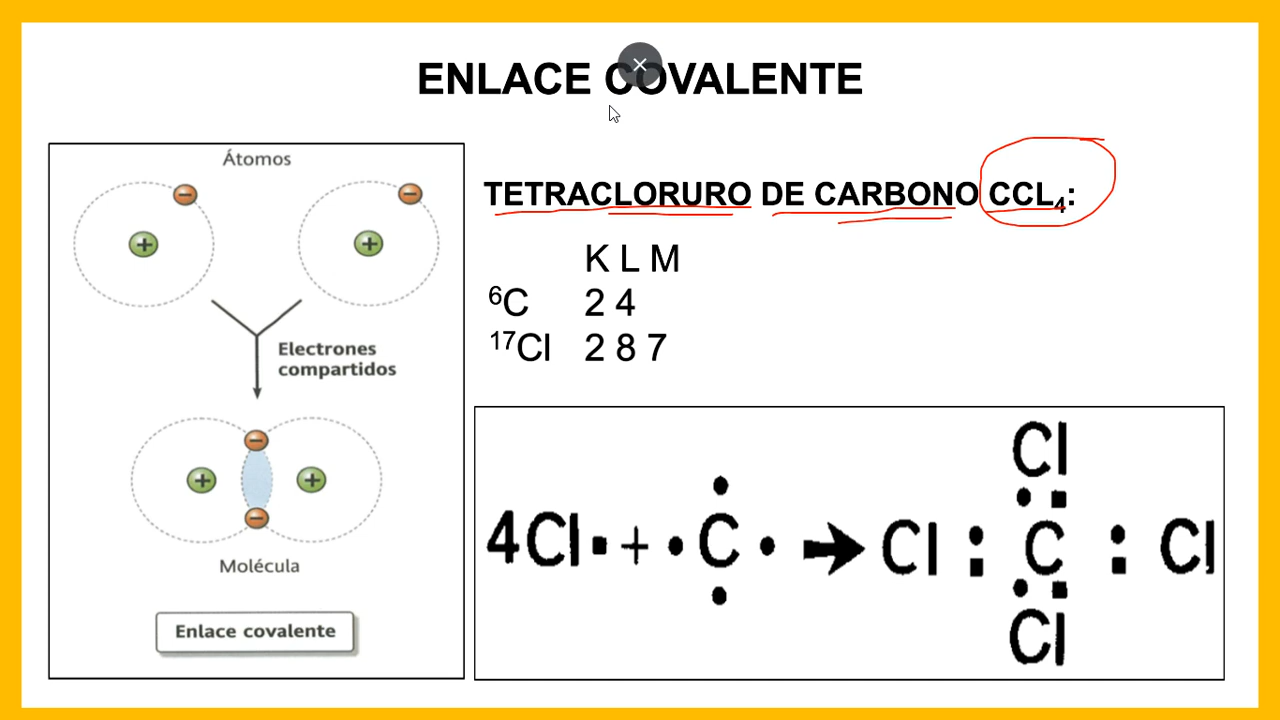 ENLACE COVALENTE
Átomos
Electrones
compartidos
Molécula
Enlace covalente
TETRACLORURO DE CARBONO CCL₄:
K L M
⁶C 2 4
¹⁷Cl 2 8 7
Cl
4Cl + C → Cl : C : Cl
Cl